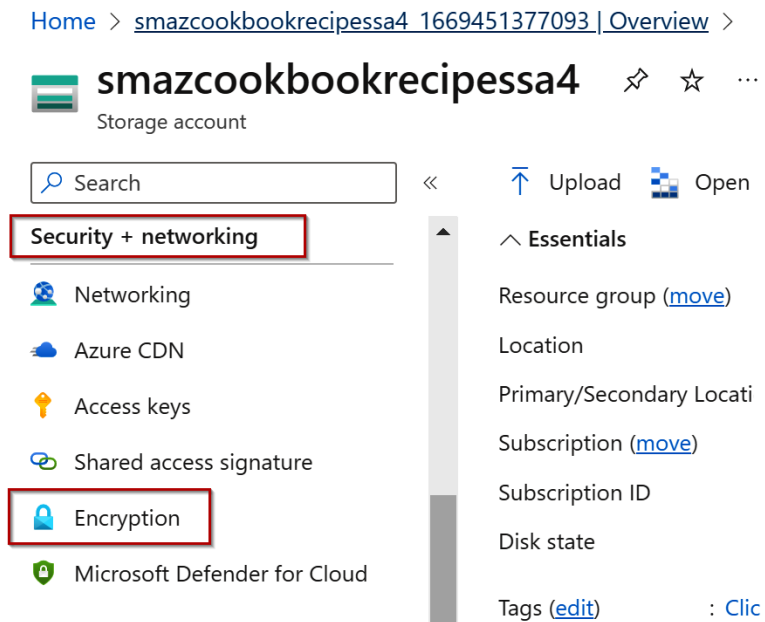 Home > smazcookbookrecipessa4_1669451377093 | Overview >
smazcookbookrecipessa4
Storage account
Search
Upload
Open
Security + networking
Networking
Azure CDN
Access keys
Shared access signature
Encryption
Microsoft Defender for Cloud
Essentials
Resource group (move)
Location
Primary/Secondary Locati
Subscription (move)
Subscription ID
Disk state
Tags (edit) : Clic